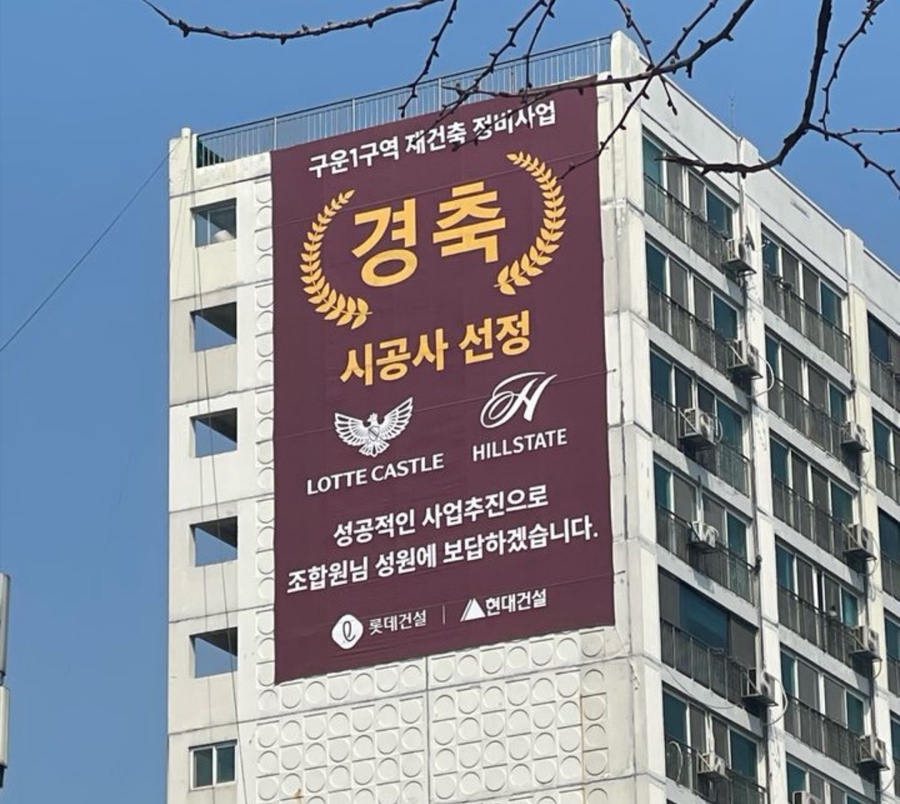 구운1구역 재건축 정비사업
경축
시공사 선정
LOTTE CASTLE
HILLSTATE
성공적인 사업추진으로
조합원님 성원에 보답하겠습니다.
롯데건설 | 현대건설